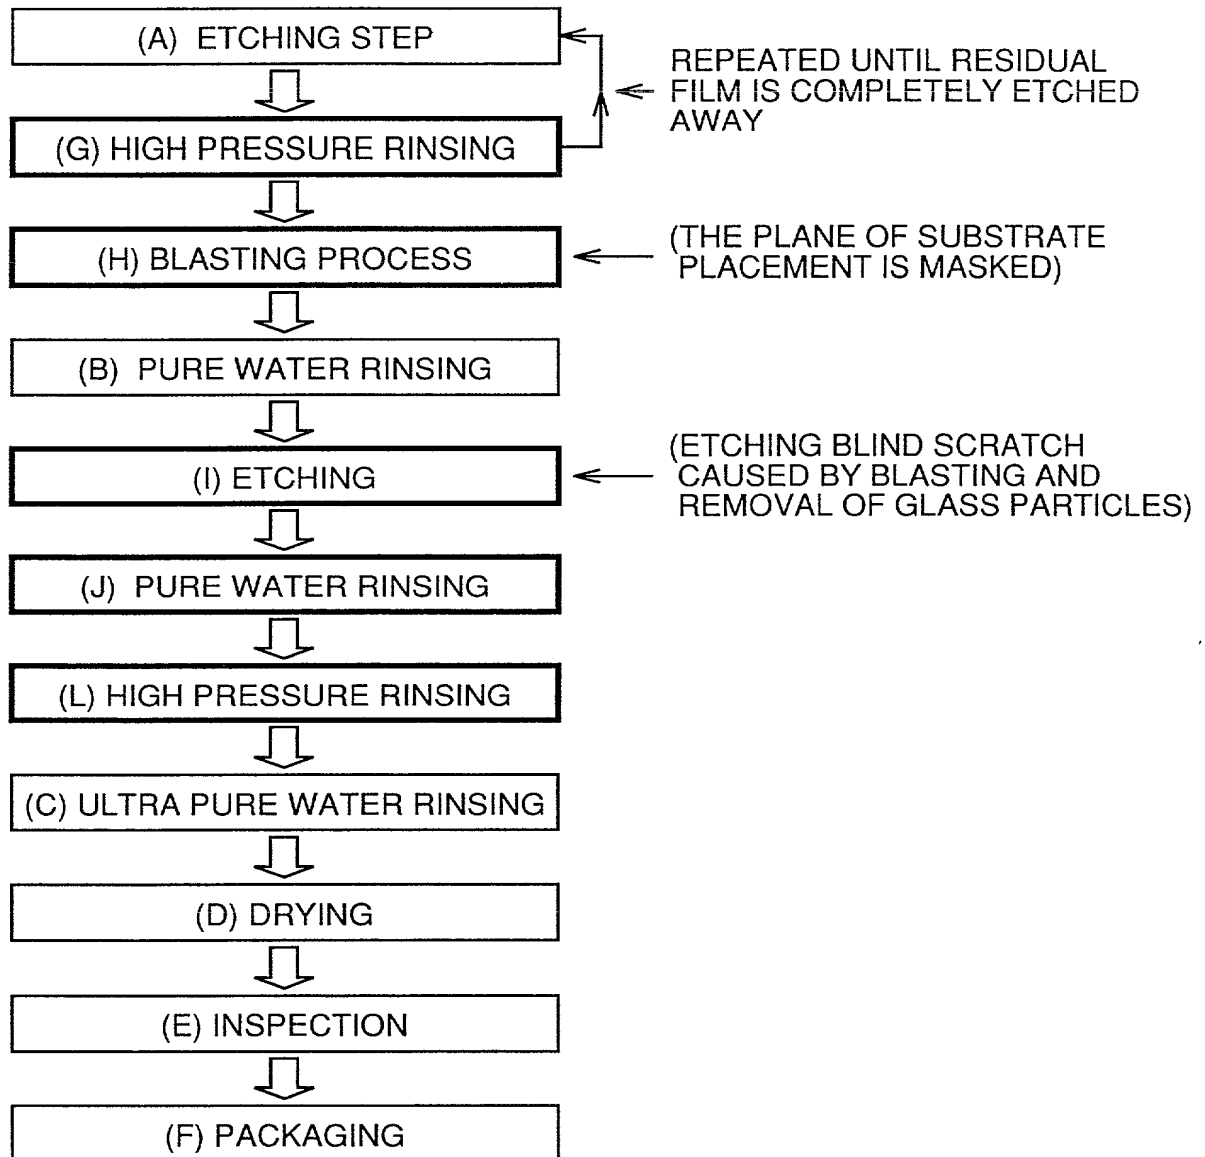 (A) ETCHING STEP
REPEATED UNTIL RESIDUAL
FILM IS COMPLETELY ETCHED
AWAY
(G) HIGH PRESSURE RINSING
(H) BLASTING PROCESS
(THE PLANE OF SUBSTRATE
PLACEMENT IS MASKED)
(B) PURE WATER RINSING
(I) ETCHING
(ETCHING BLIND SCRATCH
CAUSED BY BLASTING AND
REMOVAL OF GLASS PARTICLES)
(J) PURE WATER RINSING
(L) HIGH PRESSURE RINSING
(C) ULTRA PURE WATER RINSING
(D) DRYING
(E) INSPECTION
(F) PACKAGING